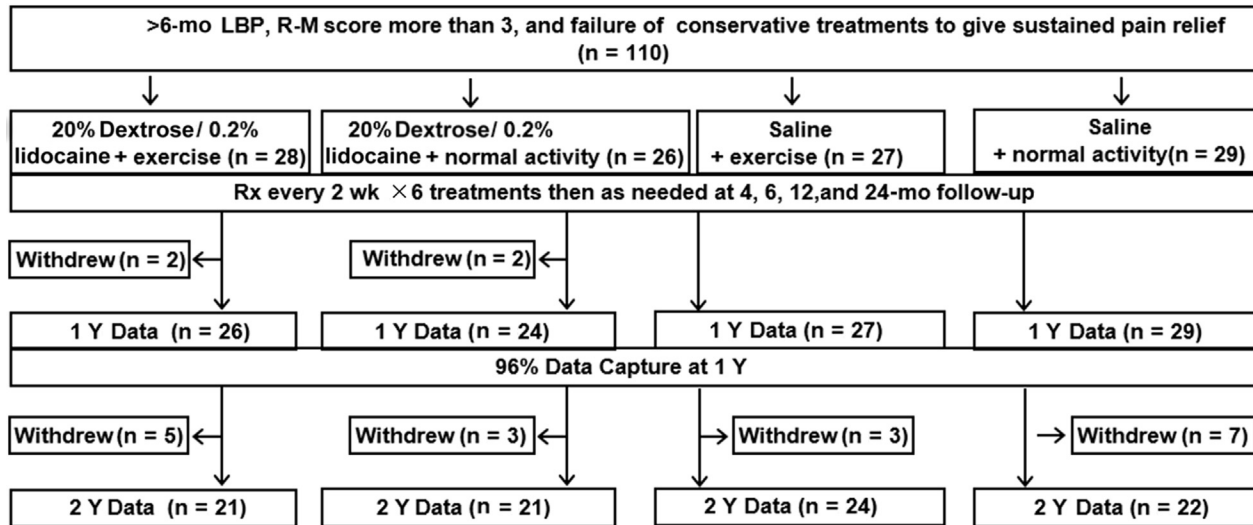 >6-mo LBP, R-M score more than 3, and failure of conservative treatments to give sustained pain relief
(n = 110)
20% Dextrose/ 0.2%
lidocaine + exercise (n = 28)
20% Dextrose/ 0.2%
lidocaine + normal activity (n = 26)
Saline
+ exercise (n = 27)
Saline
+ normal activity(n = 29)
Rx every 2 wk ×6 treatments then as needed at 4, 6, 12,and 24-mo follow-up
Withdrew (n = 2)
Withdrew (n = 2)
1 Y Data (n = 26)
1 Y Data (n = 24)
1 Y Data (n = 27)
1 Y Data (n = 29)
96% Data Capture at 1 Y
Withdrew (n = 5)
Withdrew (n = 3)
Withdrew (n = 3)
Withdrew (n = 7)
2 Y Data (n = 21)
2 Y Data (n = 21)
2 Y Data (n = 24)
2 Y Data (n = 22)